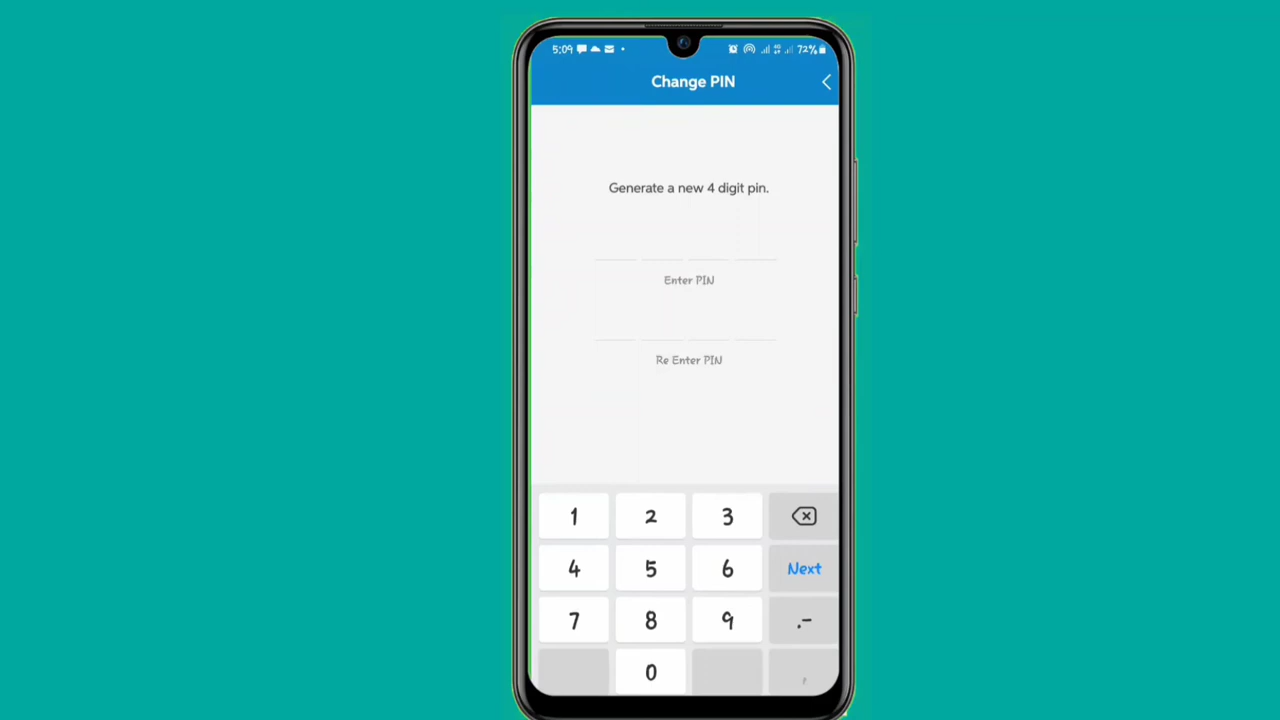 5:09 72%
Change PIN
Generate a new 4 digit pin.
Enter PIN
Re Enter PIN
1 2 3
4 5 6 Next
7 8 9 .-
0 ,